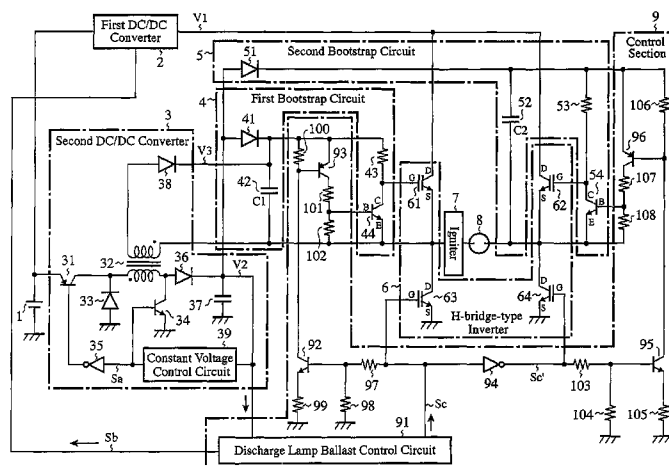 First DC/DC Converter
V1
2
9
5
51
Second Bootstrap Circuit
Control Section
4
First Bootstrap Circuit
3
Second DC/DC Converter
41
100
52
53
106
V3
93
43
C2
96
38
42
C1
101
G
D
S
61
7
Igniter
8
D
G
S
62
54
C
B
E
107
108
B
C
E
44
102
31
32
36
V2
1
33
34
37
6
G
D
S
63
64
D
G
S
H-bridge-type Inverter
35
39
Sa
Constant Voltage Control Circuit
92
97
94
Sc'
103
95
99
98
Sc
104
105
Sb
91
Discharge Lamp Ballast Control Circuit